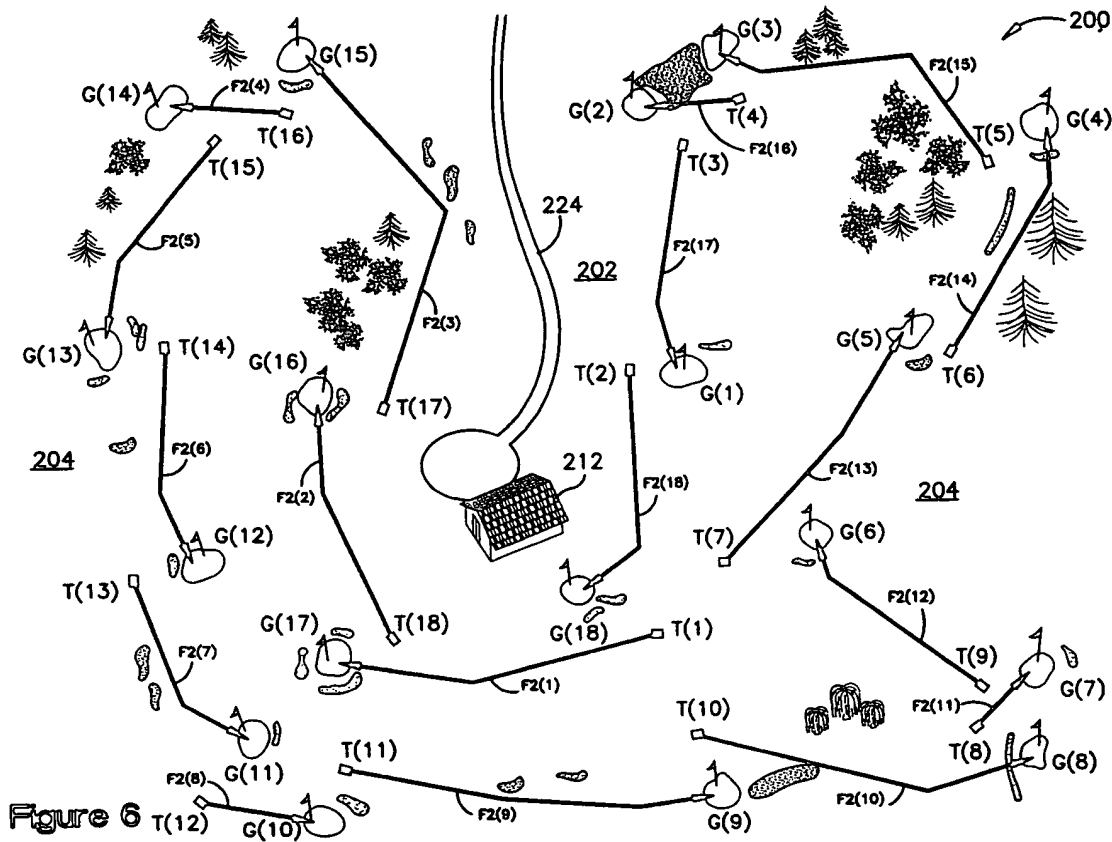 200
G(15)
G(3)
F2(4)
F2(15)
G(14)
G(2)
T(4)
G(4)
T(16)
T(5)
F2(16)
T(15)
T(3)
224
F2(5)
202
F2(17)
F2(14)
F2(3)
G(13)
T(14)
G(5)
G(16)
T(2)
G(1)
T(6)
T(17)
204
F2(6)
212
F2(13)
F2(2)
F2(18)
204
G(12)
T(7)
G(6)
T(13)
F2(12)
G(17)
T(18)
G(18)
T(1)
F2(7)
T(9)
F2(1)
G(7)
F2(11)
T(10)
T(8)
G(8)
T(11)
G(11)
F2(8)
F2(10)
Figure 6
T(12)
G(10)
F2(9)
G(9)